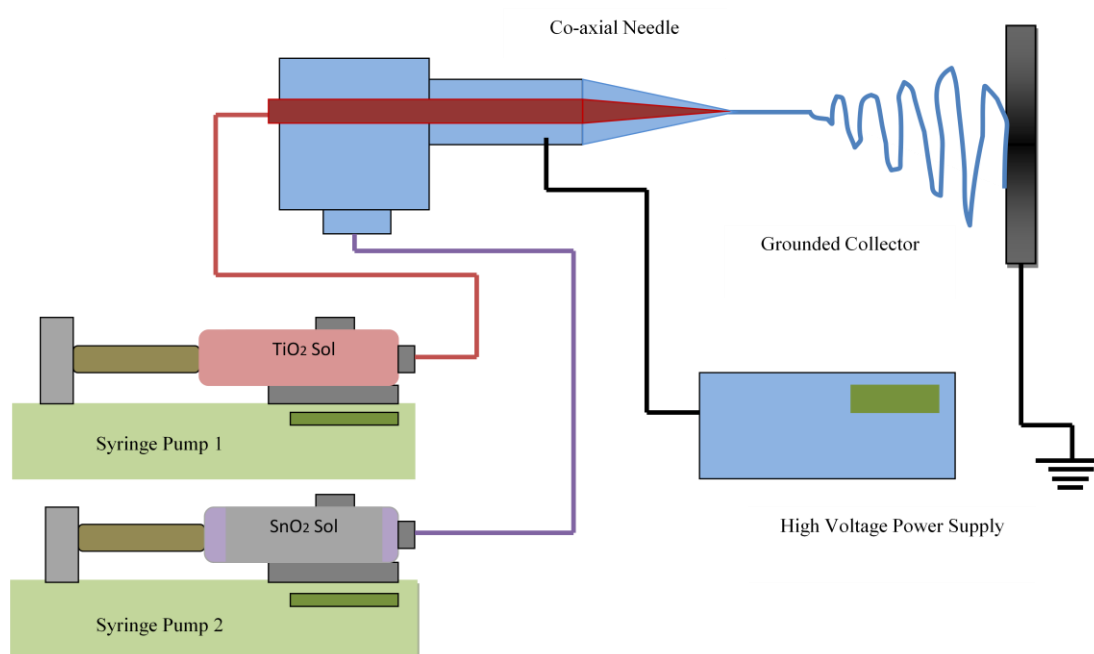 Co-axial Needle
Grounded Collector
TiO₂ Sol
Syringe Pump 1
SnO₂ Sol
High Voltage Power Supply
Syringe Pump 2